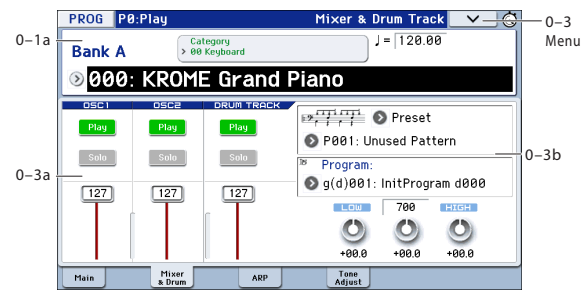 PROG P0:Play Mixer & Drum Track
0–3
Menu
0–1a
Bank A
Category
> 00 Keyboard
♩= 120.00
000: KROME Grand Piano
OSC1 OSC2 DRUM TRACK
Play Play Play
Solo Solo Solo
Preset
P001: Unused Pattern
0–3b
Program:
g(d)001: InitProgram d000
0–3a
127 127 127
LOW 700 HIGH
+00.0 +00.0 +00.0
Main
Mixer
& Drum
ARP
Tone
Adjust